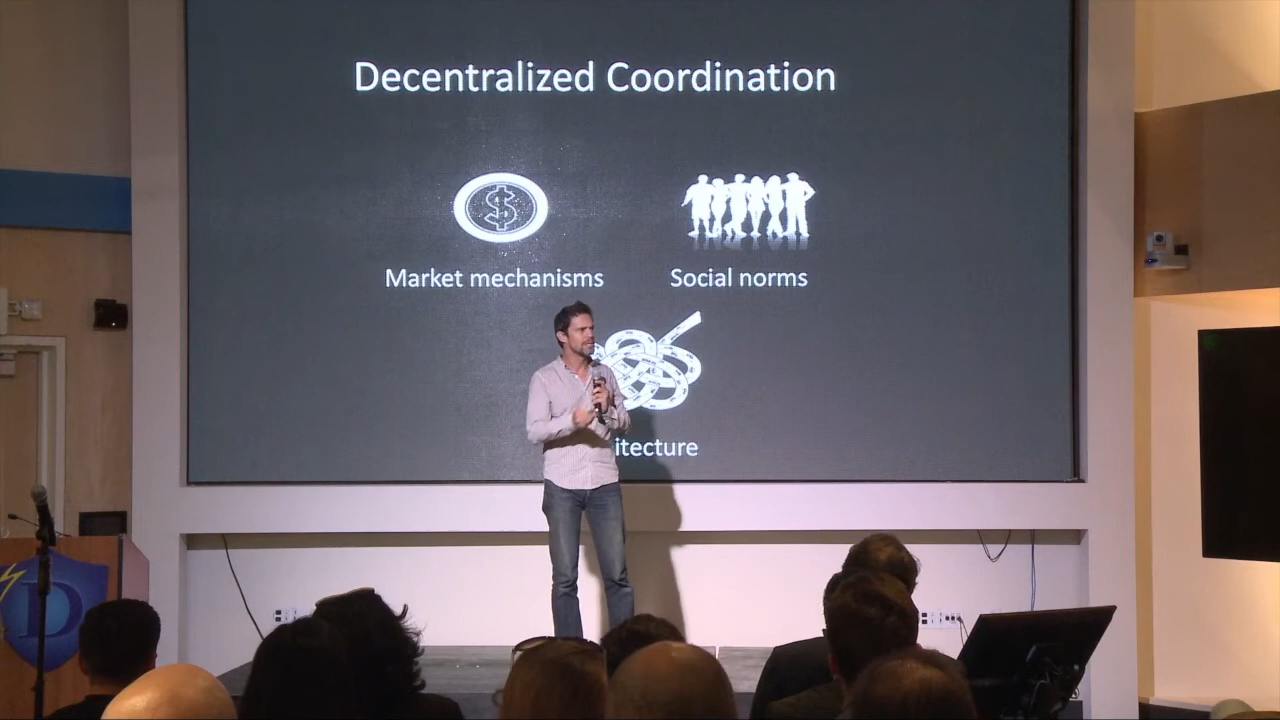 Decentralized Coordination
$
Market mechanisms
Social norms
itecture
D